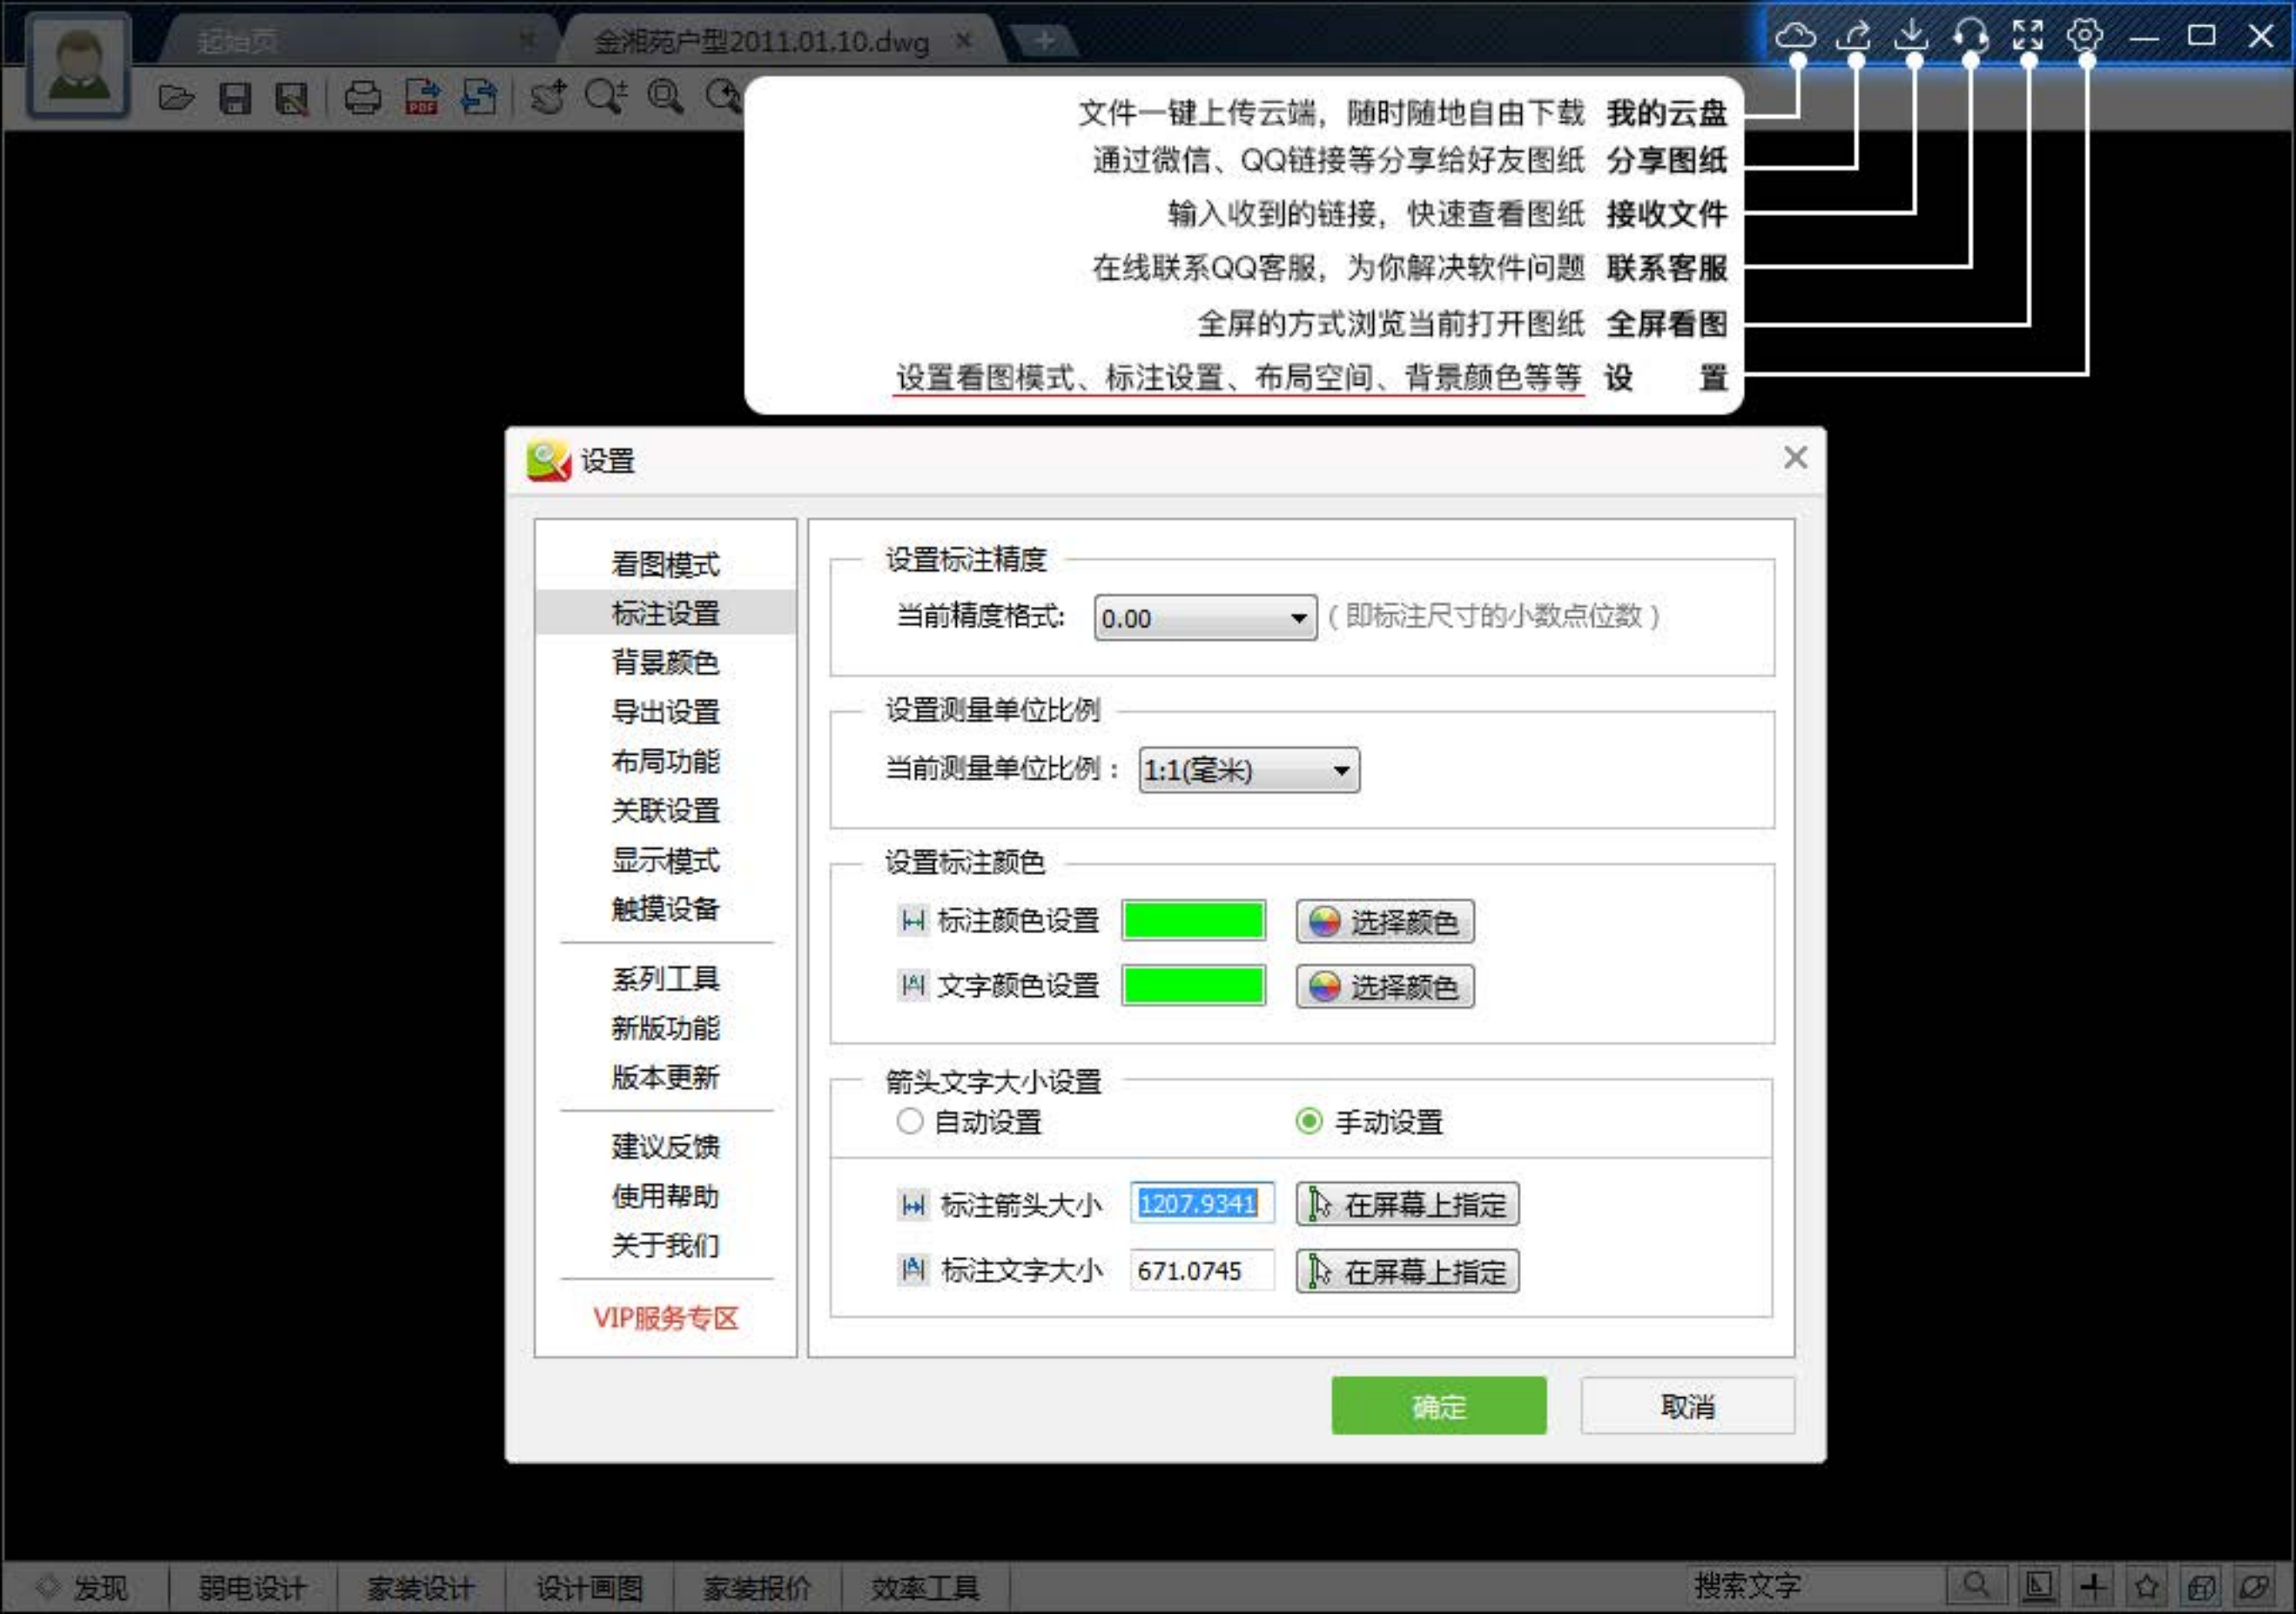 起始页
金湘苑户型2011.01.10.dwg
PDF
文件一键上传云端，随时随地自由下载 我的云盘
通过微信、QQ链接等分享给好友图纸 分享图纸
输入收到的链接，快速查看图纸 接收文件
在线联系QQ客服，为你解决软件问题 联系客服
全屏的方式浏览当前打开图纸 全屏看图
设置看图模式、标注设置、布局空间、背景颜色等等 设 置
设置
看图模式
标注设置
背景颜色
导出设置
布局功能
关联设置
显示模式
触摸设备
系列工具
新版功能
版本更新
建议反馈
使用帮助
关于我们
VIP服务专区
设置标注精度
当前精度格式: 0.00 (即标注尺寸的小数点位数)
设置测量单位比例
当前测量单位比例： 1:1(毫米)
设置标注颜色
标注颜色设置 选择颜色
文字颜色设置 选择颜色
箭头文字大小设置
自动设置 手动设置
标注箭头大小 1207.9341 在屏幕上指定
标注文字大小 671.0745 在屏幕上指定
确定 取消
发现 弱电设计 家装设计 设计画图 家装报价 效率工具 搜索文字